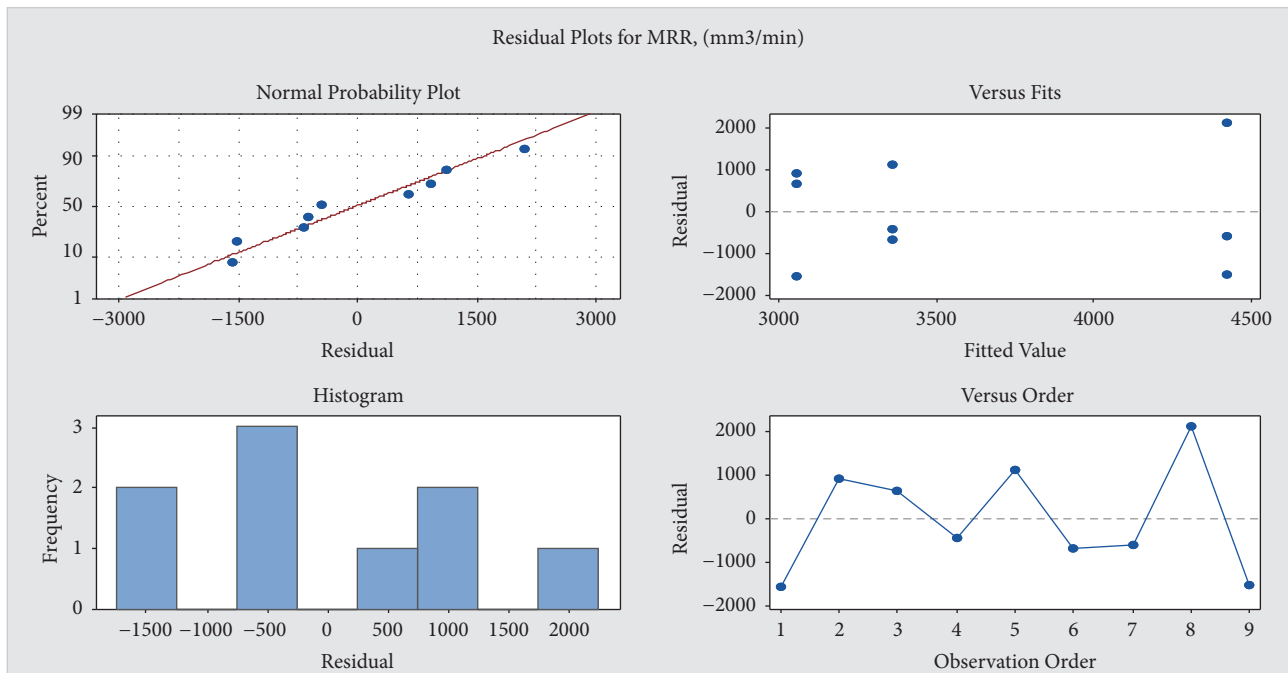 Residual Plots for MRR, (mm3/min)
Normal Probability Plot
99
90
50
10
1
Percent
−3000 −1500 0 1500 3000
Residual
Versus Fits
2000
1000
0
−1000
−2000
Residual
3000 3500 4000 4500
Fitted Value
Histogram
3
2
1
0
Frequency
−1500 −1000 −500 0 500 1000 1500 2000
Residual
Versus Order
2000
1000
0
−1000
−2000
Residual
1 2 3 4 5 6 7 8 9
Observation Order